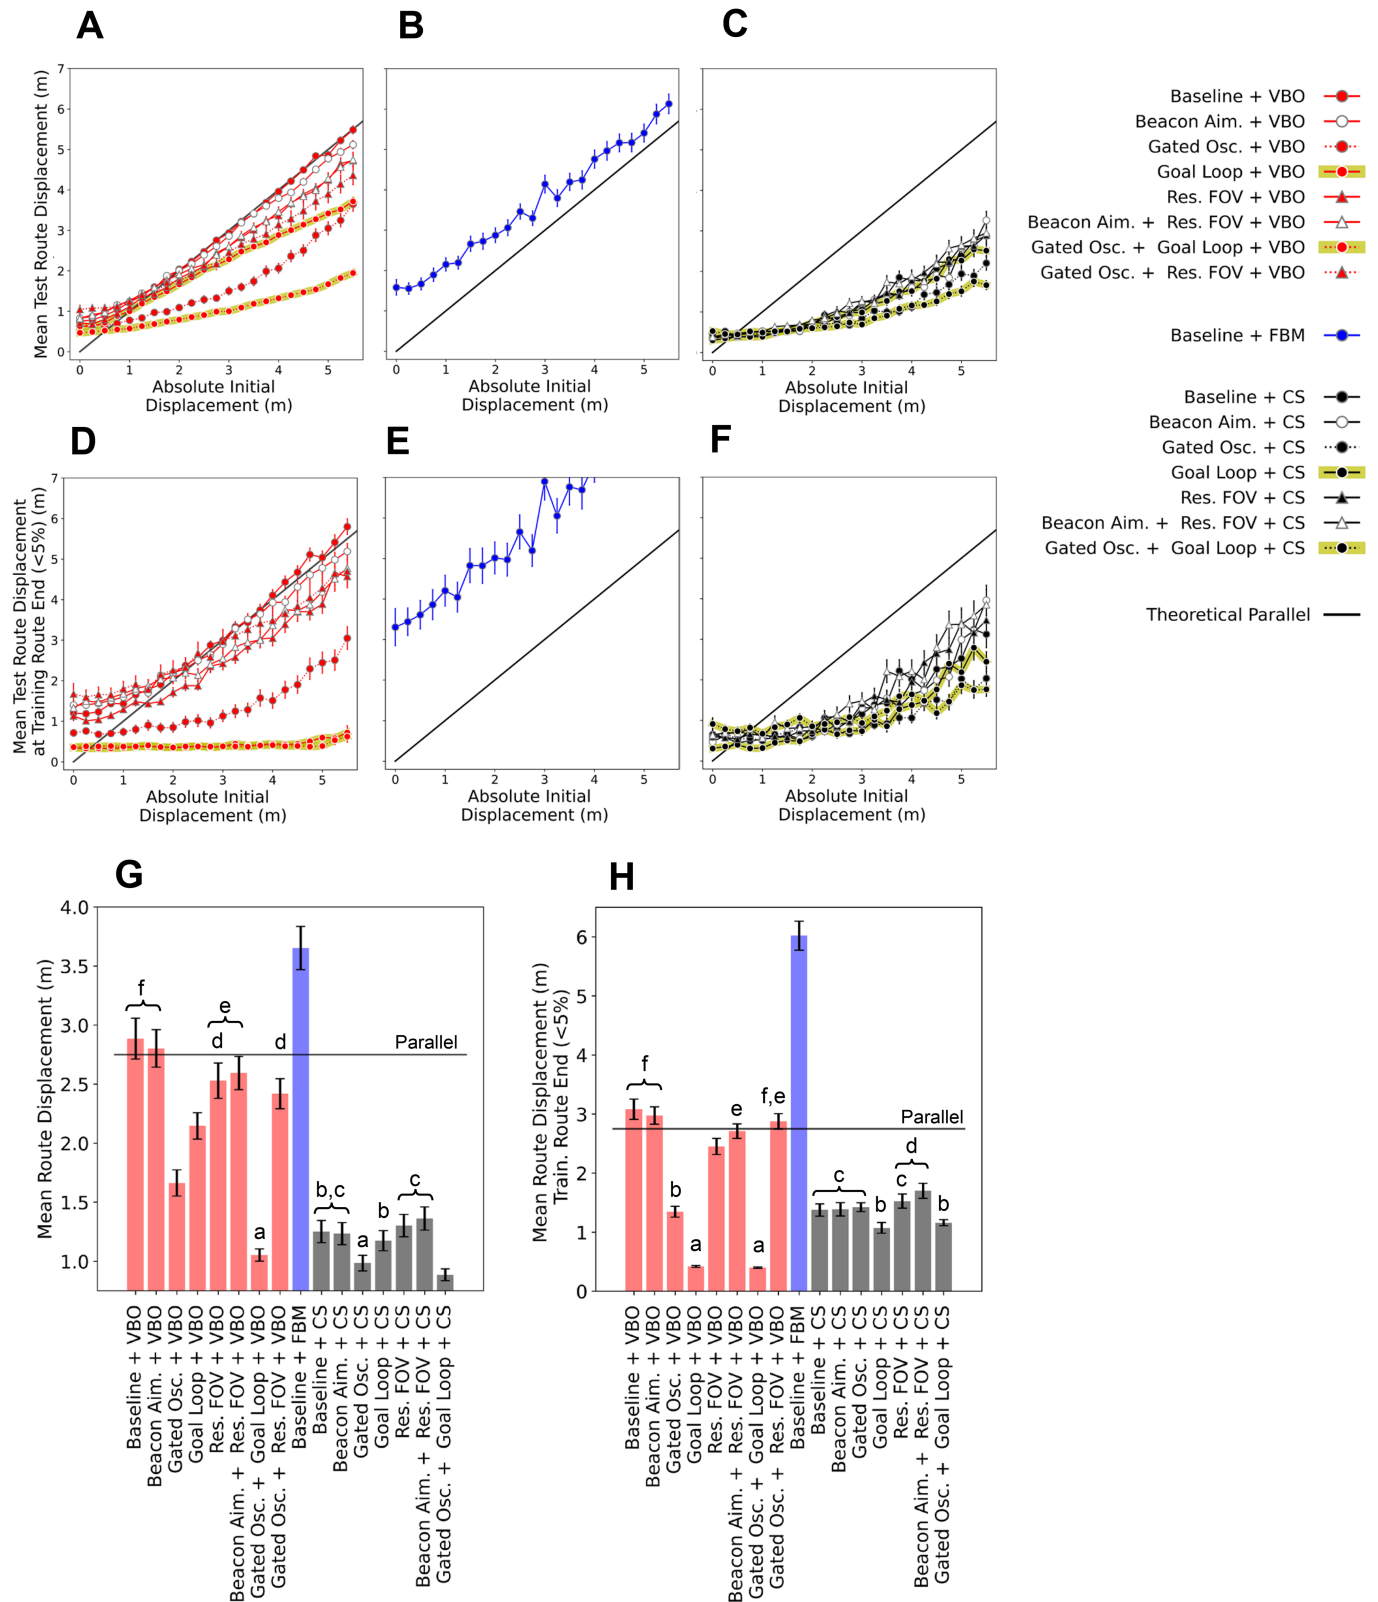 A
B
C
Mean Test Route Displacement (m)
7
6
5
4
3
2
1
0
0 1 2 3 4 5
Absolute Initial
Displacement (m)
0 1 2 3 4 5
Absolute Initial
Displacement (m)
0 1 2 3 4 5
Absolute Initial
Displacement (m)
Baseline + VBO
Beacon Aim. + VBO
Gated Osc. + VBO
Goal Loop + VBO
Res. FOV + VBO
Beacon Aim. + Res. FOV + VBO
Gated Osc. + Goal Loop + VBO
Gated Osc. + Res. FOV + VBO
Baseline + FBM
Baseline + CS
Beacon Aim. + CS
Gated Osc. + CS
Goal Loop + CS
Res. FOV + CS
Beacon Aim. + Res. FOV + CS
Gated Osc. + Goal Loop + CS
Theoretical Parallel
D
E
F
Mean Test Route Displacement
at Training Route End (<5%) (m)
7
6
5
4
3
2
1
0
0 1 2 3 4 5
Absolute Initial
Displacement (m)
0 1 2 3 4 5
Absolute Initial
Displacement (m)
0 1 2 3 4 5
Absolute Initial
Displacement (m)
G
Mean Route Displacement (m)
4.0
3.5
3.0
2.5
2.0
1.5
1.0
f
e
d
d
Parallel
a
b,c
a
b
c
Baseline + VBO
Beacon Aim. + VBO
Gated Osc. + VBO
Goal Loop + VBO
Res. FOV + VBO
Beacon Aim. + Res. FOV + VBO
Gated Osc. + Goal Loop + VBO
Gated Osc. + Res. FOV + VBO
Baseline + FBM
Baseline + CS
Beacon Aim. + CS
Gated Osc. + CS
Goal Loop + CS
Res. FOV + CS
Beacon Aim. + Res. FOV + CS
Gated Osc. + Goal Loop + CS
H
Mean Route Displacement (m)
Train. Route End (<5%)
6
5
4
3
2
1
0
f
b
a
e
a
f,e
Parallel
c
b
c
d
b
Baseline + VBO
Beacon Aim. + VBO
Gated Osc. + VBO
Goal Loop + VBO
Res. FOV + VBO
Beacon Aim. + Res. FOV + VBO
Gated Osc. + Goal Loop + VBO
Gated Osc. + Res. FOV + VBO
Baseline + FBM
Baseline + CS
Beacon Aim. + CS
Gated Osc. + CS
Goal Loop + CS
Res. FOV + CS
Beacon Aim. + Res. FOV + CS
Gated Osc. + Goal Loop + CS